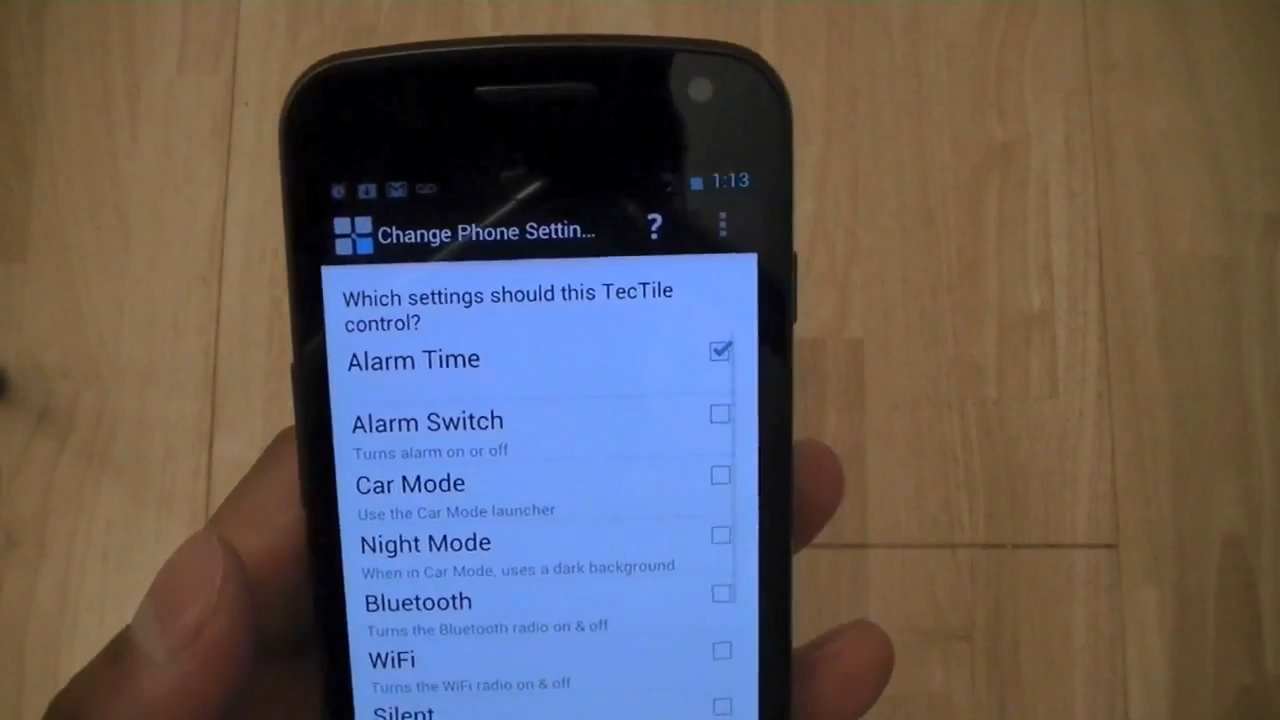 1:13
Change Phone Settin...
?
Which settings should this TecTile
control?
Alarm Time
Alarm Switch
Turns alarm on or off
Car Mode
Use the Car Mode launcher
Night Mode
When in Car Mode, uses a dark background
Bluetooth
Turns the Bluetooth radio on & off
WiFi
Turns the WiFi radio on & off
Silent